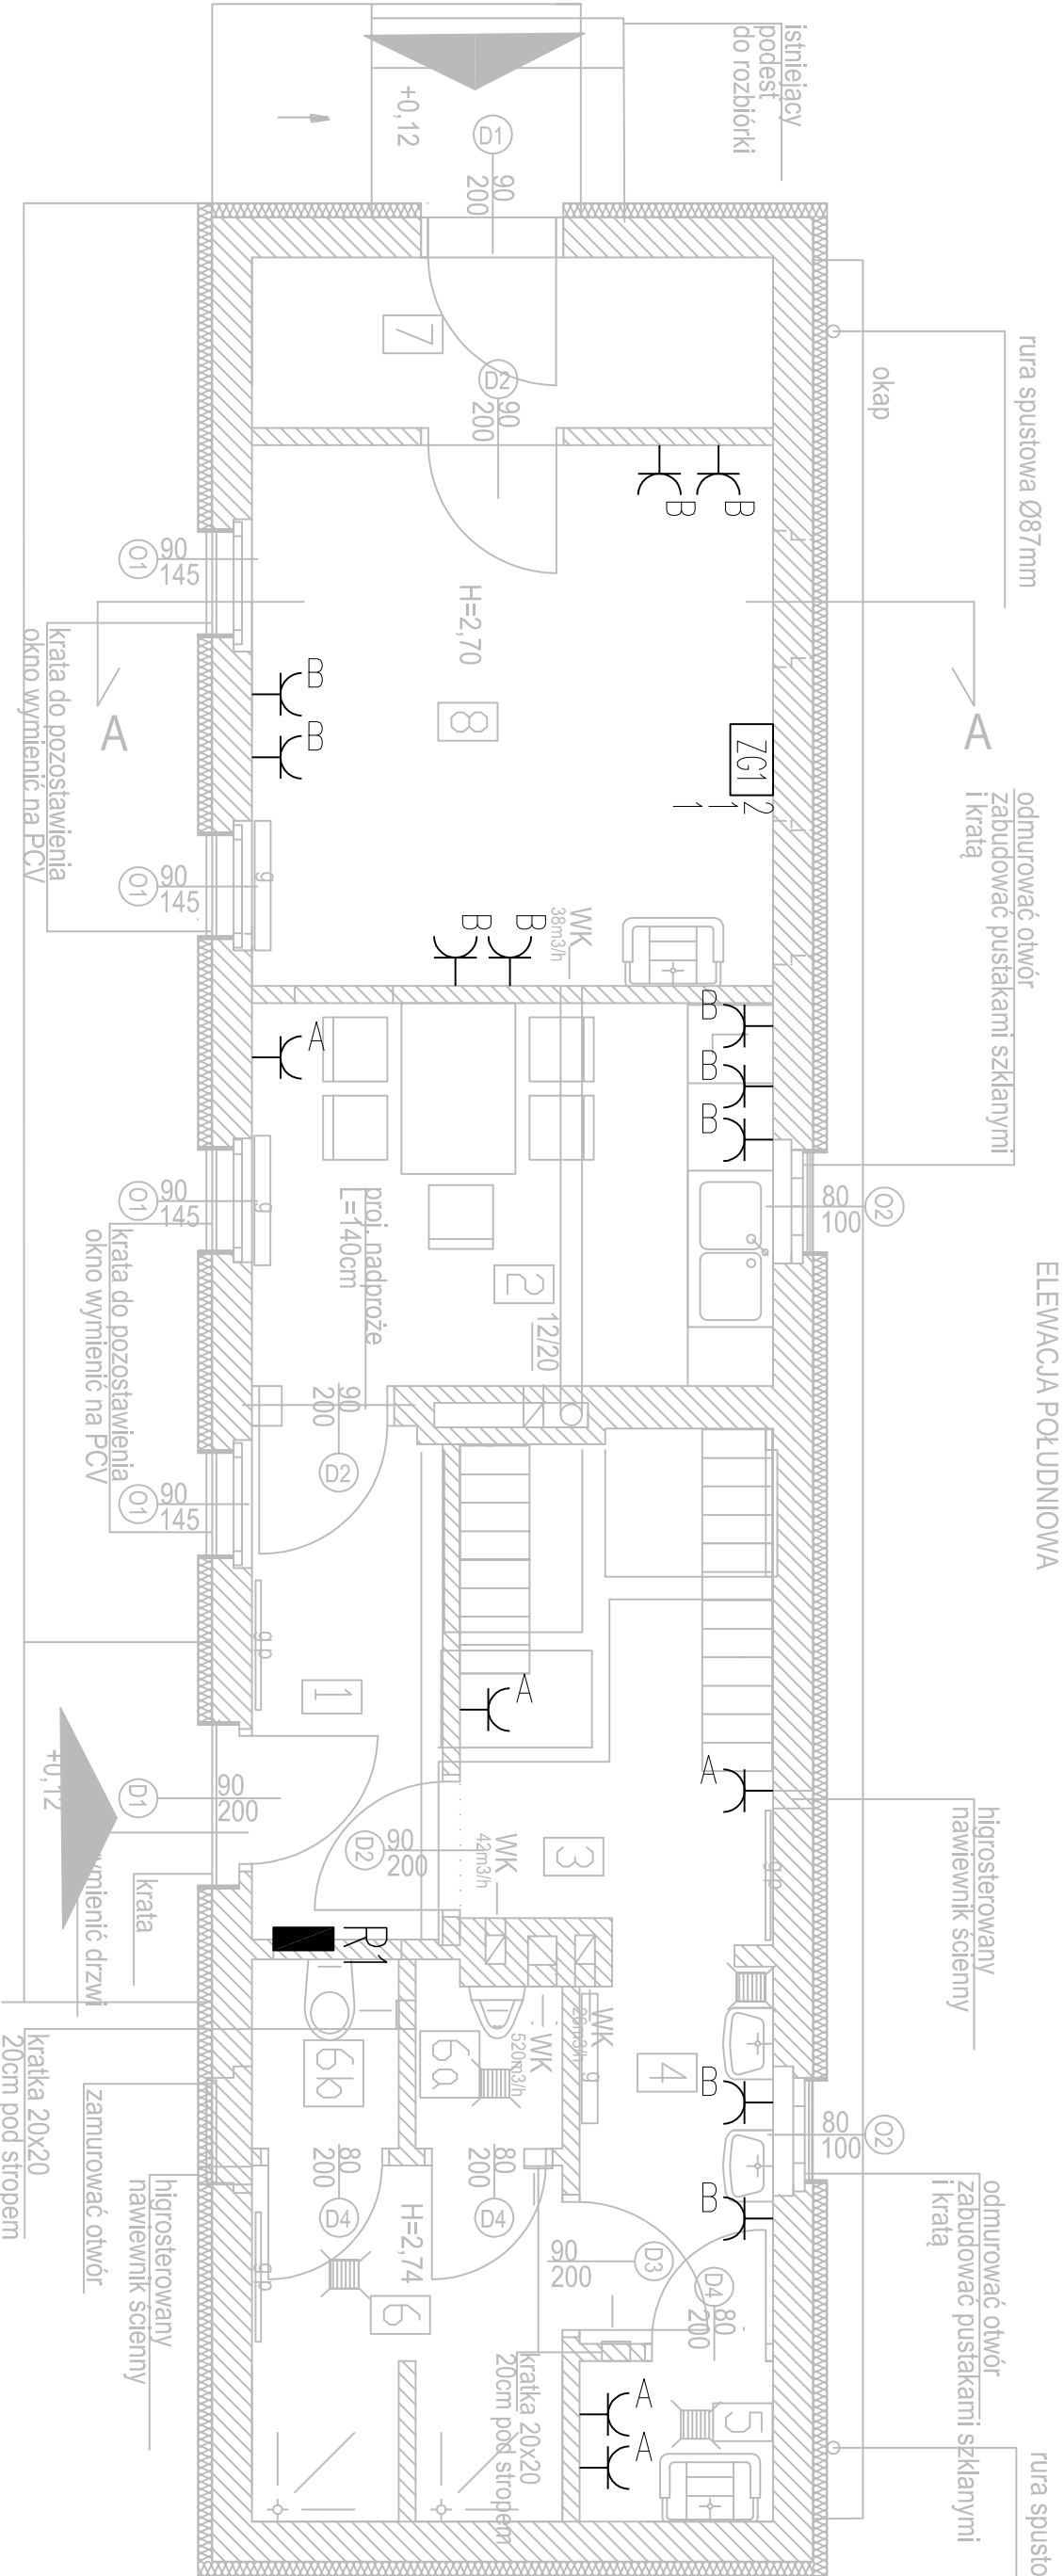 istniejący
podest
do rozbiórki
+0,12
D1
90
200
rura spustowa Ø87mm
okap
7
D2
90
200
B
B
H=2,70
8
A
A
O1
90
145
krata do pozostawienia
okno wymienić na PCV
B
B
ZG1
2
1
1
odmurować otwór
zabudować pustakami szklanymi
i kratą
O1
90
145
g
WK
38m3/h
B
B
B
B
B
A
O2
80
100
O1
90
145
g
proj. nadproże
L=140cm
2
12/20
ELEWACJA POŁUDNIOWA
krata do pozostawienia
okno wymienić na PCV
90
200
D2
O1
90
145
gp
1
A
A
+0,12
D1
90
200
D2
90
200
WK
42m3/h
3
gp
higrosterowany
nawiewnik ścienny
wymienić drzwi
krata
R1
WK
26m3/h
g
WK
520m3/h
4
6a
6b
B
B
O2
80
100
kratka 20x20
20cm pod stropem
zamurować otwór
higrosterowany
nawiewnik ścienny
80
200
D4
80
200
D4
H=2,74
90
200
D3
D4
80
200
gp
6
odmurować otwór
zabudować pustakami szklanymi
i kratą
kratka 20x20
20cm pod stropem
A
A
5
rura spusto